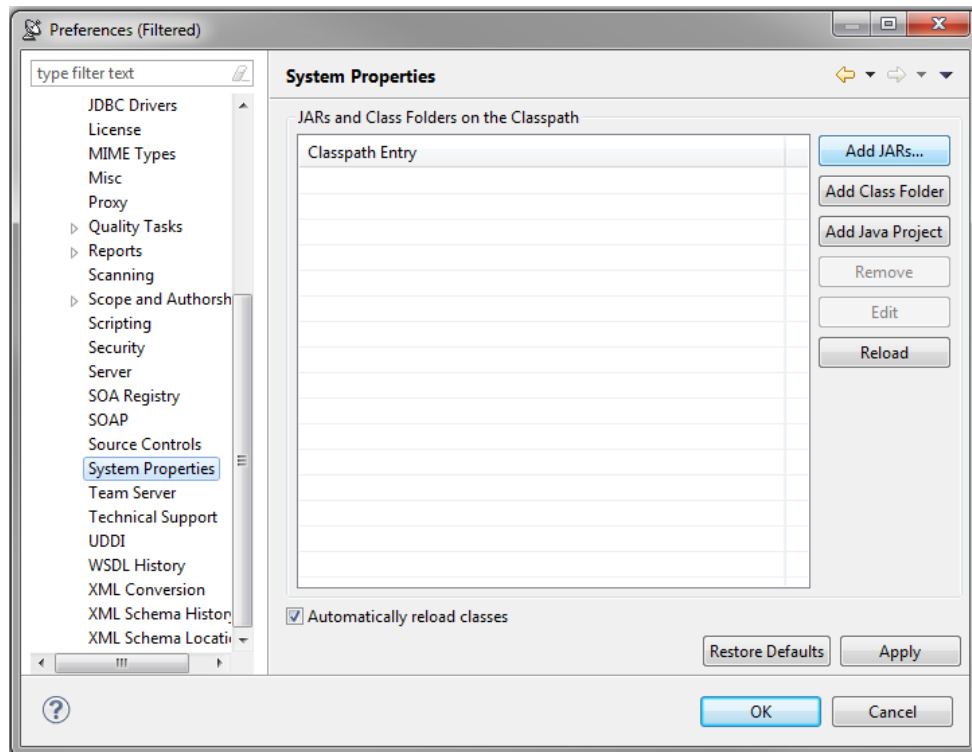 Preferences (Filtered)
type filter text
JDBC Drivers
License
MIME Types
Misc
Proxy
Quality Tasks
Reports
Scanning
Scope and Authorsh
Scripting
Security
Server
SOA Registry
SOAP
Source Controls
System Properties
Team Server
Technical Support
UDDI
WSDL History
XML Conversion
XML Schema History
XML Schema Locati
System Properties
JARs and Class Folders on the Classpath
Classpath Entry
Add JARs...
Add Class Folder
Add Java Project
Remove
Edit
Reload
Automatically reload classes
Restore Defaults
Apply
?
OK
Cancel